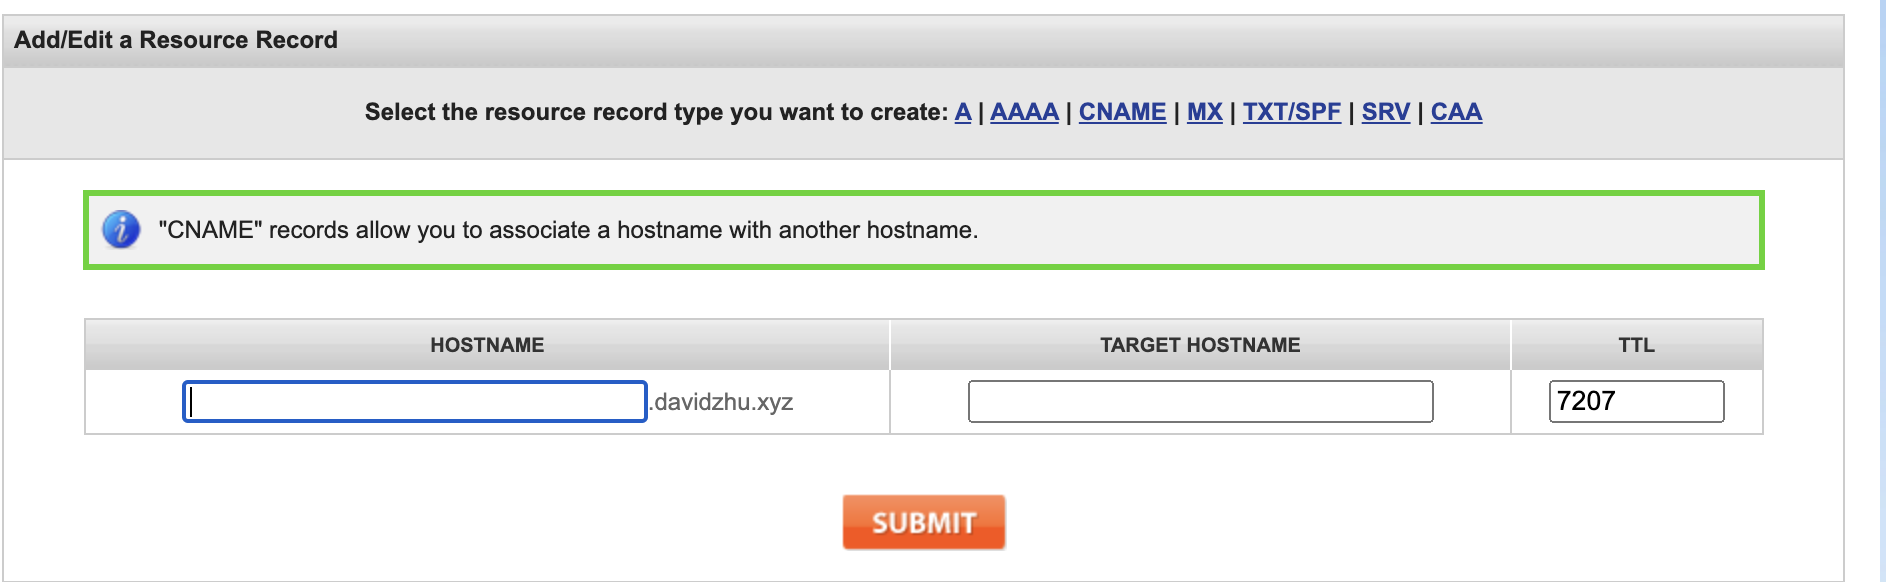 Add/Edit a Resource Record
Select the resource record type you want to create: A | AAAA | CNAME | MX | TXT/SPF | SRV | CAA
"CNAME" records allow you to associate a hostname with another hostname.
HOSTNAME TARGET HOSTNAME TTL
.davidzhu.xyz 7207
SUBMIT